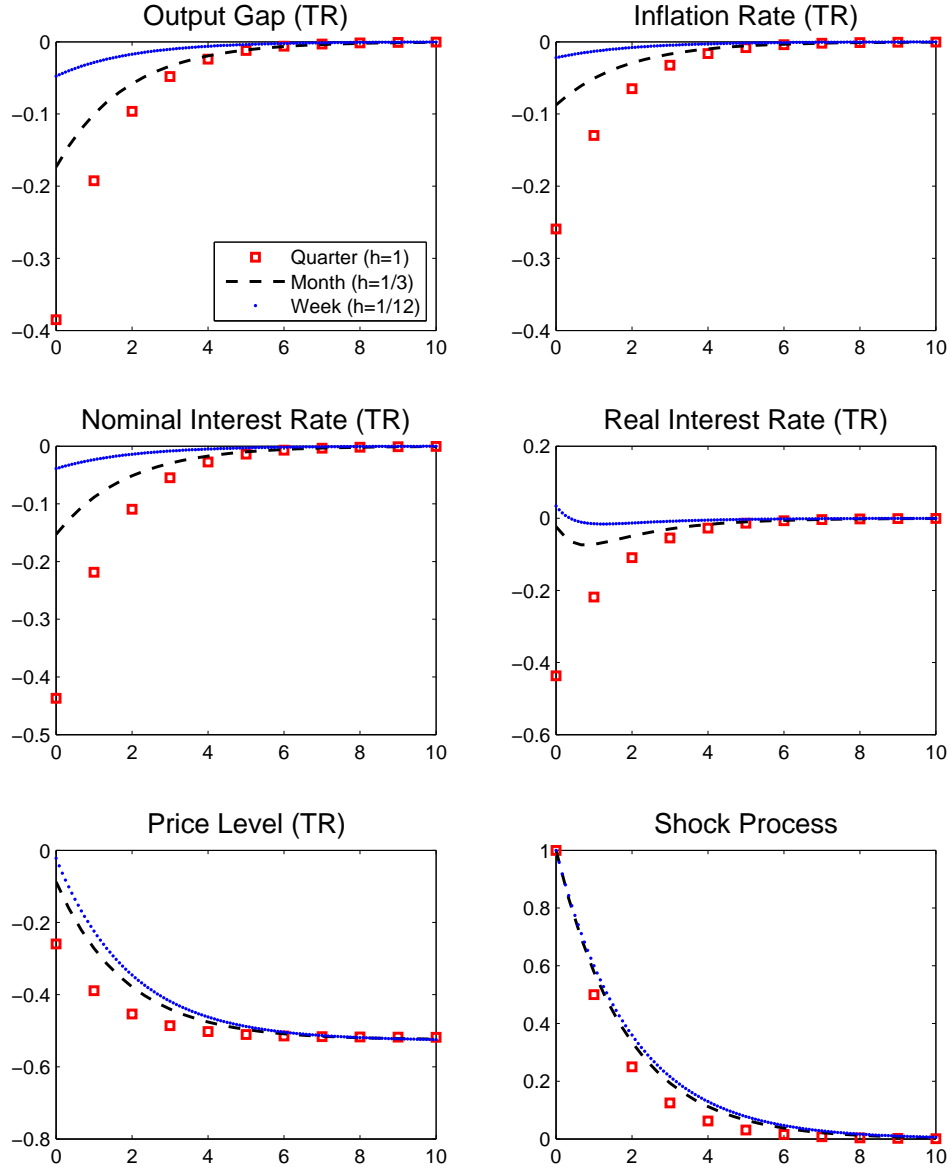 Output Gap (TR)
0
−0.1
−0.2
−0.3
−0.4
0 2 4 6 8 10
Quarter (h=1)
Month (h=1/3)
Week (h=1/12)
Inflation Rate (TR)
0
−0.1
−0.2
−0.3
−0.4
0 2 4 6 8 10
Nominal Interest Rate (TR)
0
−0.1
−0.2
−0.3
−0.4
−0.5
0 2 4 6 8 10
Real Interest Rate (TR)
0.2
0
−0.2
−0.4
−0.6
0 2 4 6 8 10
Price Level (TR)
0
−0.2
−0.4
−0.6
−0.8
0 2 4 6 8 10
Shock Process
1
0.8
0.6
0.4
0.2
0
0 2 4 6 8 10